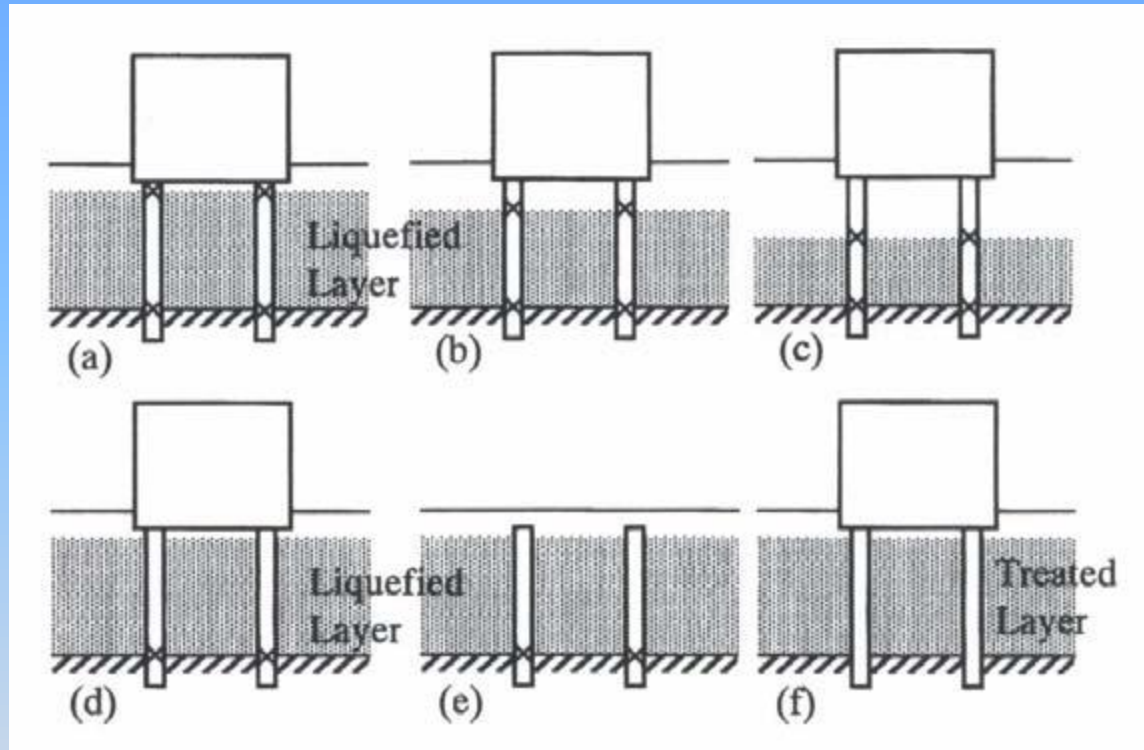 Liquefied
Layer
(a)
(b)
(c)
Liquefied
Layer
Treated
Layer
(d)
(e)
(f)